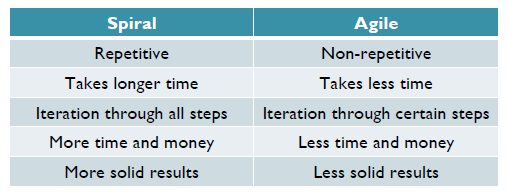 Spiral Agile
Repetitive Non-repetitive
Takes longer time Takes less time
Iteration through all steps Iteration through certain steps
More time and money Less time and money
More solid results Less solid results